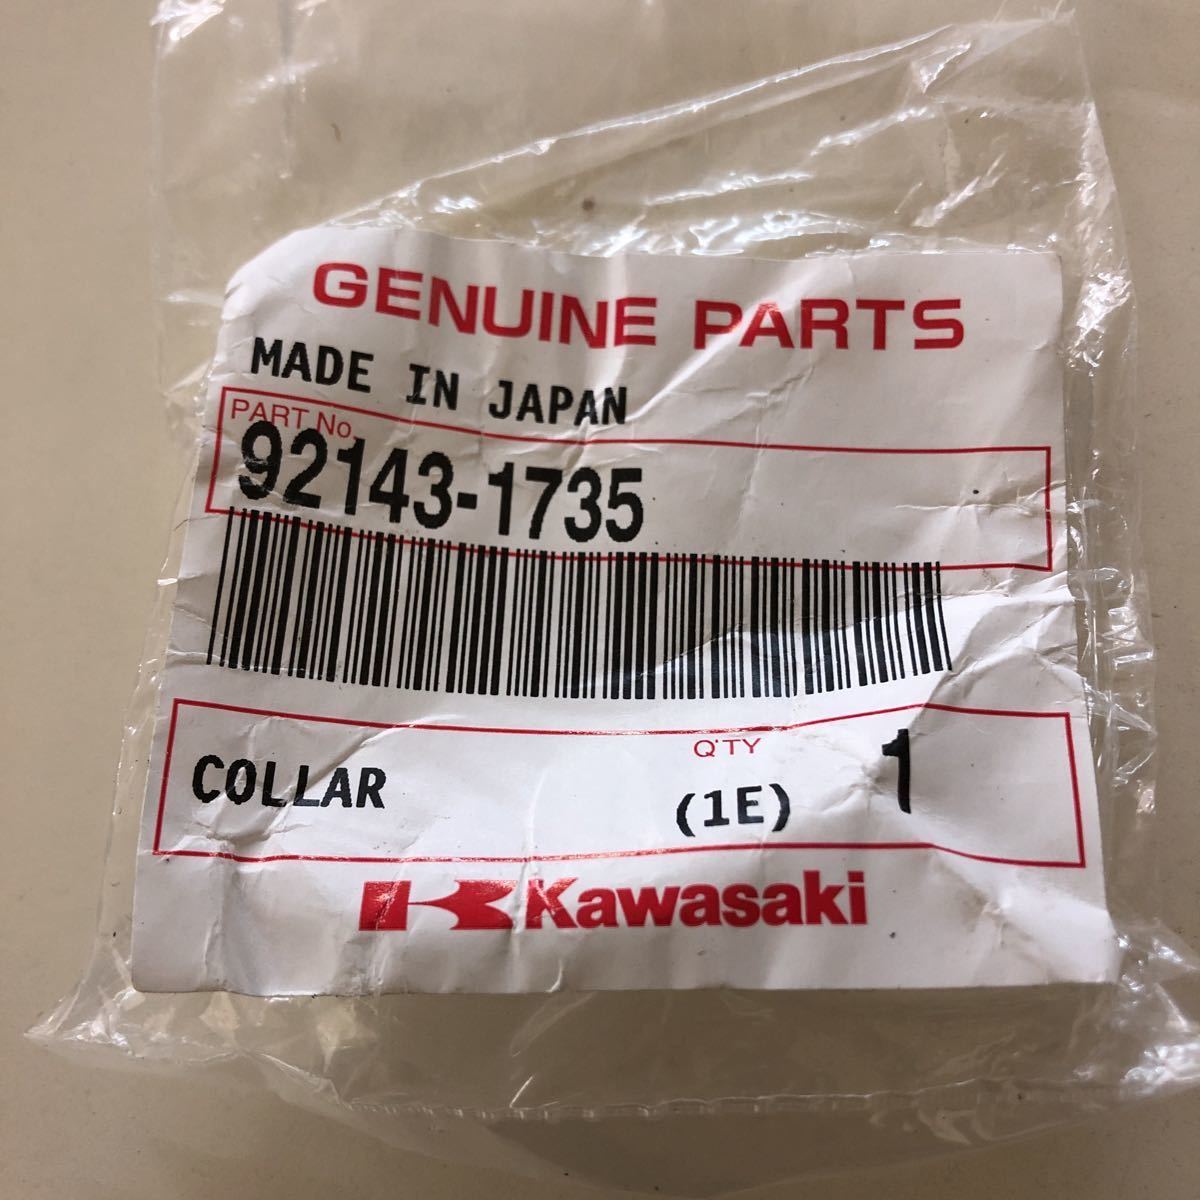 GENUINE PARTS
MADE IN JAPAN
PART No.
92143-1735
COLLAR
Q'TY
(1E)
1
Kawasaki